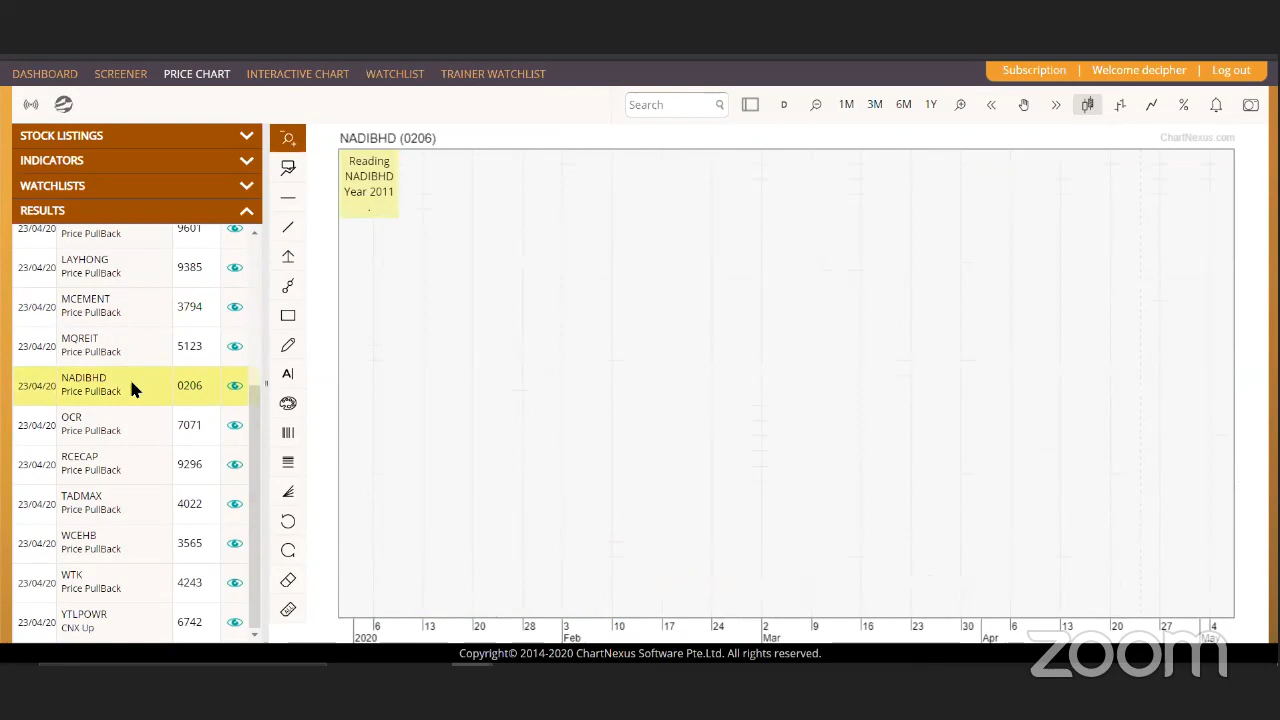 DASHBOARD SCREENER PRICE CHART INTERACTIVE CHART WATCHLIST TRAINER WATCHLIST
Subscription | Welcome decipher | Log out
Search
D 1M 3M 6M 1Y
STOCK LISTINGS
INDICATORS
WATCHLISTS
RESULTS
NADIBHD (0206)
ChartNexus.com
Reading
NADIBHD
Year 2011
.
23/04/20 Price PullBack 9601
23/04/20 LAYHONG 9385
Price PullBack
23/04/20 MCEMENT 3794
Price PullBack
23/04/20 MQREIT 5123
Price PullBack
23/04/20 NADIBHD 0206
Price PullBack
23/04/20 OCR 7071
Price PullBack
23/04/20 RCECAP 9296
Price PullBack
23/04/20 TADMAX 4022
Price PullBack
23/04/20 WCEHB 3565
Price PullBack
23/04/20 WTK 4243
Price PullBack
23/04/20 YTLPOWR 6742
CNX Up
A
6 13 20 28 3 10 17 24 2 9 16 23 30 6 13 20 27 4
2020 Feb Mar Apr May
Copyright© 2014-2020 ChartNexus Software Pte.Ltd. All rights reserved.
zoom